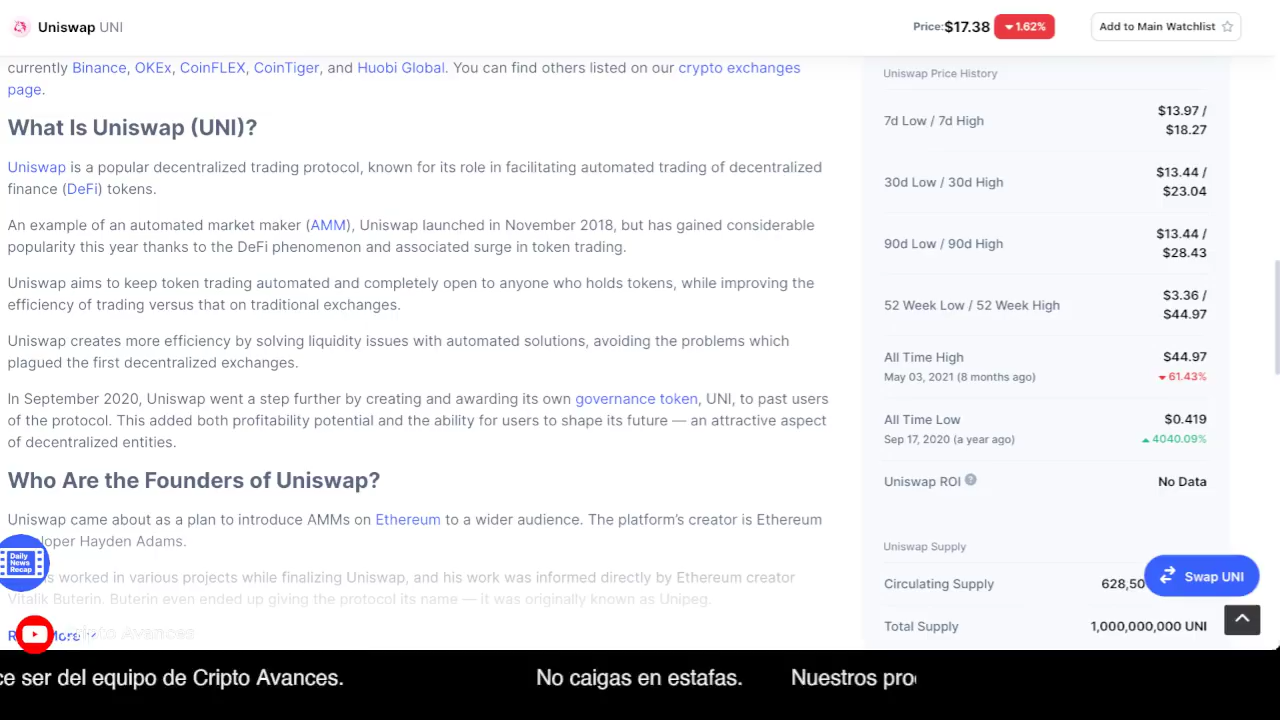 Uniswap UNI
Price: $17.38 1.62%
Add to Main Watchlist
currently Binance, OKEx, CoinFLEX, CoinTiger, and Huobi Global. You can find others listed on our crypto exchanges
page.
What Is Uniswap (UNI)?
Uniswap is a popular decentralized trading protocol, known for its role in facilitating automated trading of decentralized
finance (DeFi) tokens.
An example of an automated market maker (AMM), Uniswap launched in November 2018, but has gained considerable
popularity this year thanks to the DeFi phenomenon and associated surge in token trading.
Uniswap aims to keep token trading automated and completely open to anyone who holds tokens, while improving the
efficiency of trading versus that on traditional exchanges.
Uniswap creates more efficiency by solving liquidity issues with automated solutions, avoiding the problems which
plagued the first decentralized exchanges.
In September 2020, Uniswap went a step further by creating and awarding its own governance token, UNI, to past users
of the protocol. This added both profitability potential and the ability for users to shape its future — an attractive aspect
of decentralized entities.
Who Are the Founders of Uniswap?
Uniswap came about as a plan to introduce AMMs on Ethereum to a wider audience. The platform's creator is Ethereum
loper Hayden Adams.
s worked in various projects while finalizing Uniswap, and his work was informed directly by Ethereum creator
Vitalik Buterin. Buterin even ended up giving the protocol its name — it was originally known as Unipeg.
Daily
News
Recap
More
Cripto Avances
Uniswap Price History
7d Low / 7d High
$13.97 /
$18.27
30d Low / 30d High
$13.44 /
$23.04
90d Low / 90d High
$13.44 /
$28.43
52 Week Low / 52 Week High
$3.36 /
$44.97
All Time High
$44.97
May 03, 2021 (8 months ago)
61.43%
All Time Low
$0.419
Sep 17, 2020 (a year ago)
4040.09%
Uniswap ROI ?
No Data
Uniswap Supply
Circulating Supply
628,50
Swap UNI
Total Supply
1,000,000,000 UNI
ce ser del equipo de Cripto Avances. No caigas en estafas. Nuestros pro